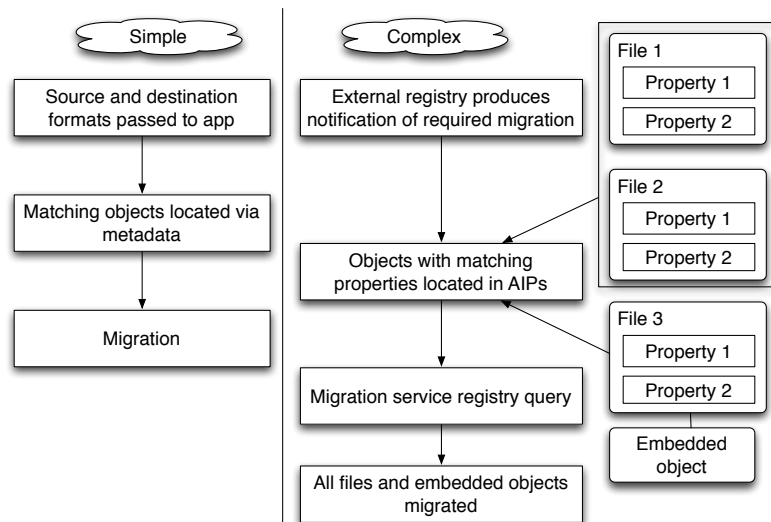 Simple
Source and destination
formats passed to app
Matching objects located via
metadata
Migration
Complex
External registry produces
notification of required migration
Objects with matching
properties located in AIPs
Migration service registry query
All files and embedded objects
migrated
File 1
Property 1
Property 2
File 2
Property 1
Property 2
File 3
Property 1
Property 2
Embedded
object